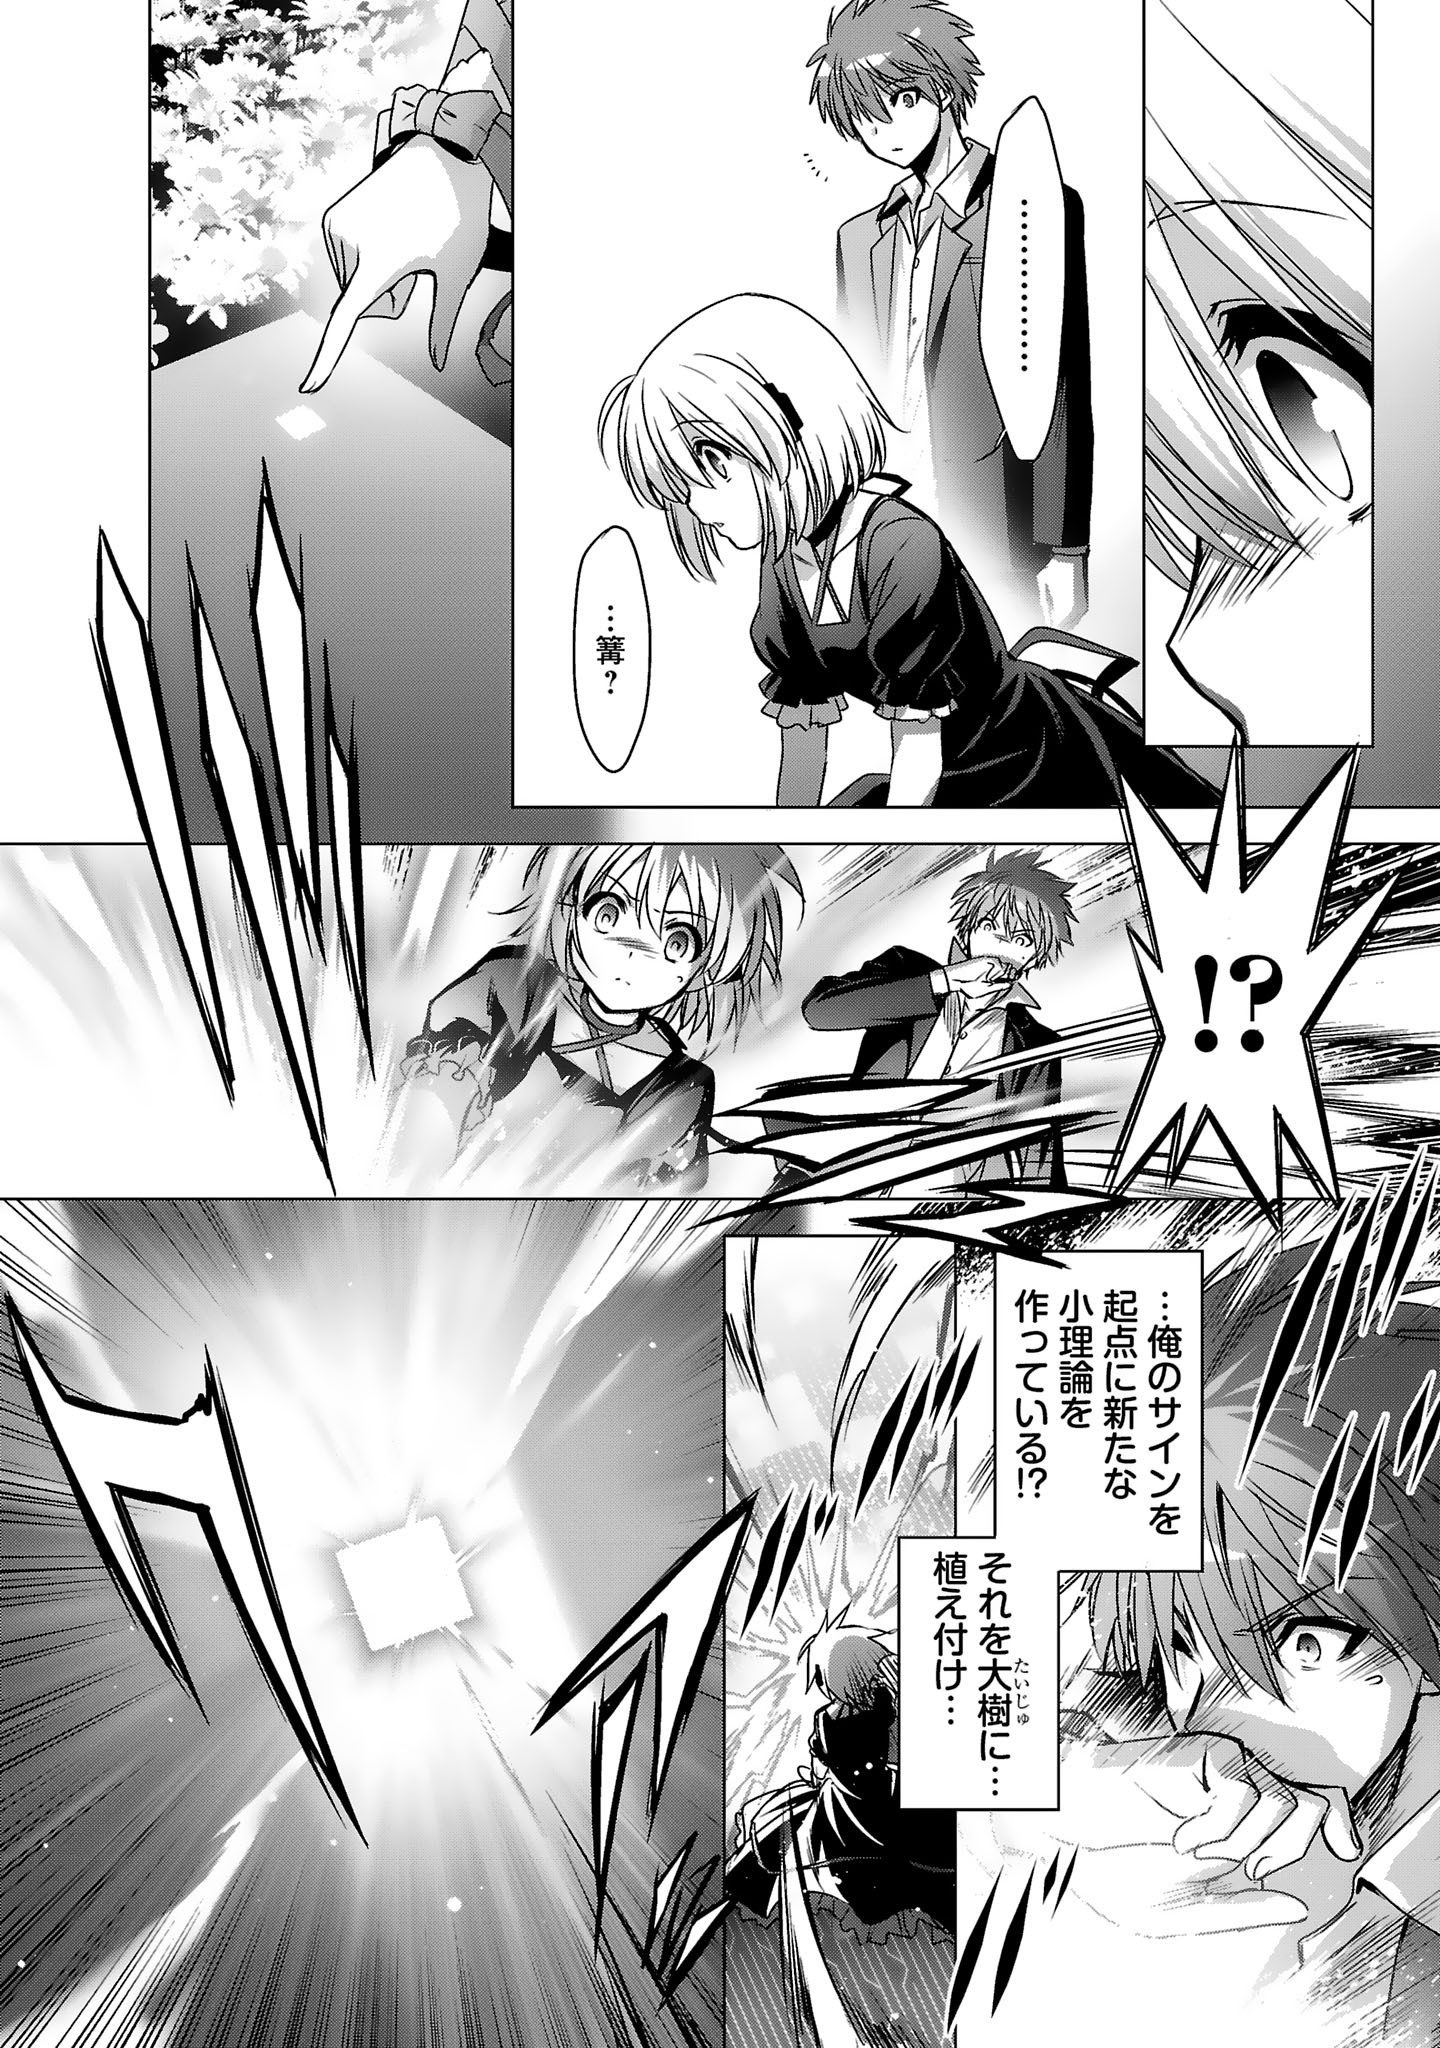 …………
…篝?
!?
…俺のサインを
起点に新たな
小理論を
作っている!?
それを大樹に…
たいじゅ
植え付け…